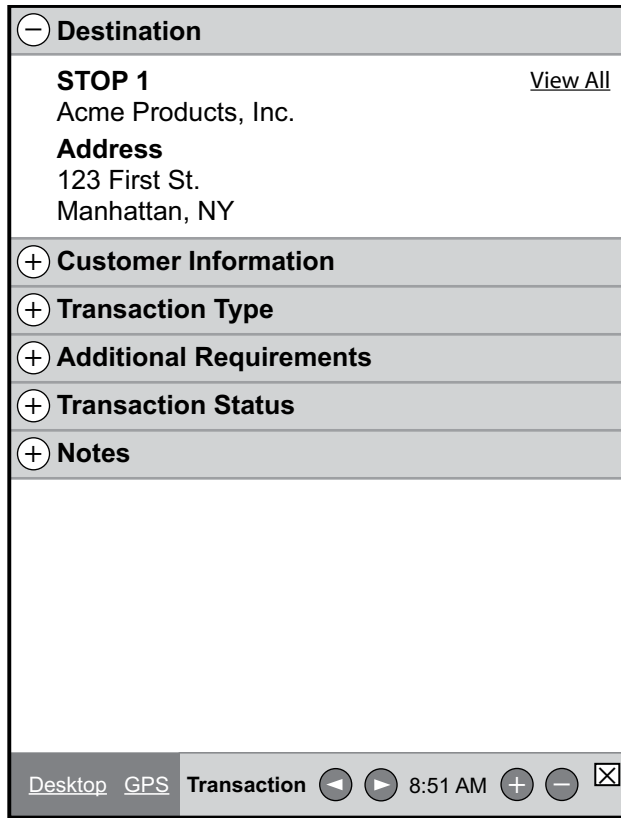 Destination
STOP 1 View All
Acme Products, Inc.
Address
123 First St.
Manhattan, NY
Customer Information
Transaction Type
Additional Requirements
Transaction Status
Notes
Desktop GPS Transaction 8:51 AM